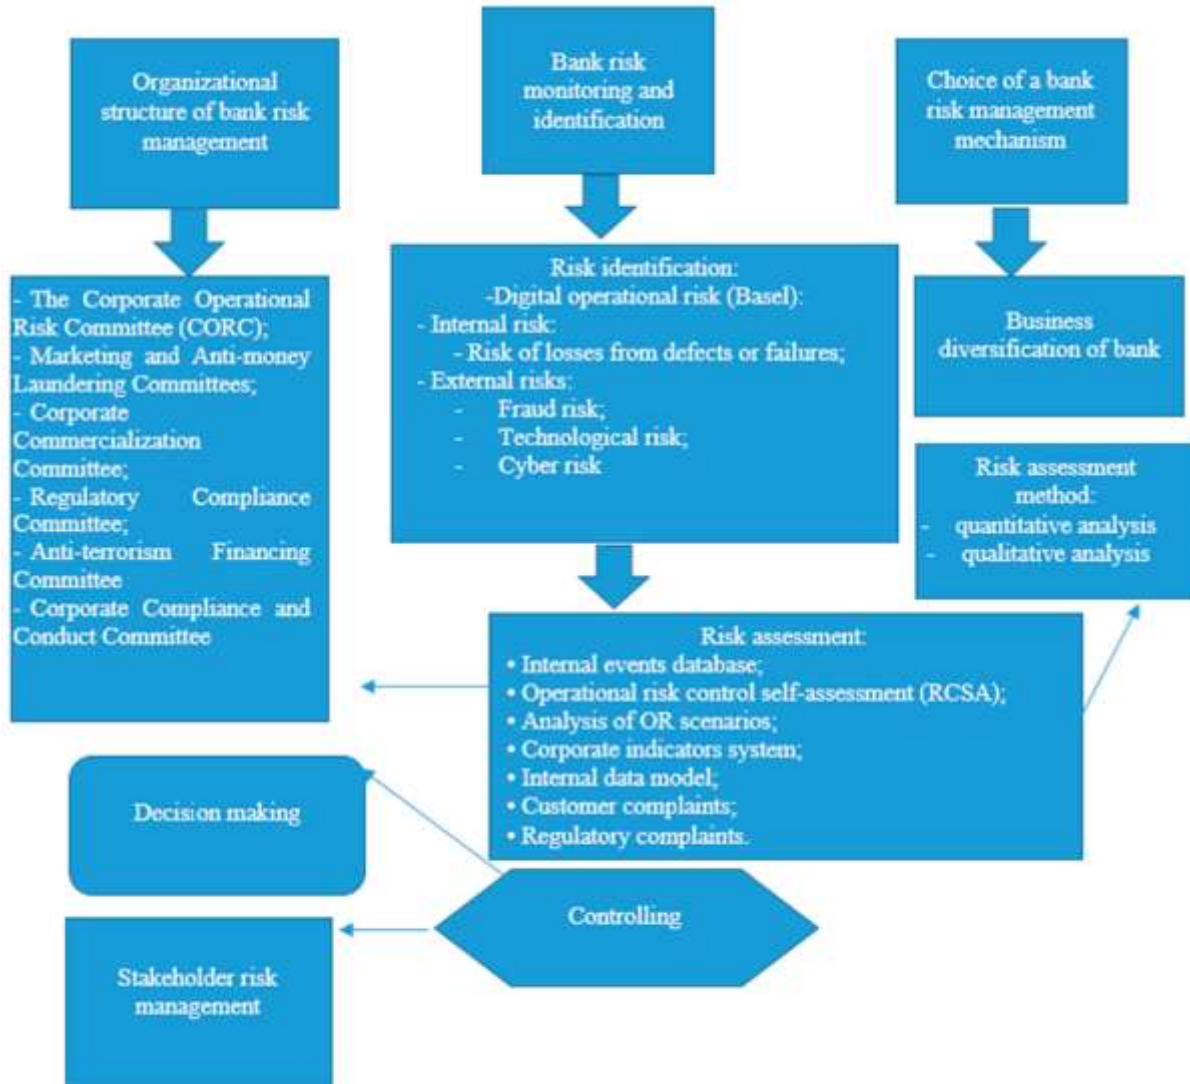 Organizational
structure of bank risk
management
Bank risk
monitoring and
identification
Choice of a bank
risk management
mechanism
- The Corporate Operational
Risk Committee (CORC);
- Marketing and Anti-money
Laundering Committees;
- Corporate
Commercialization
Committee;
- Regulatory Compliance
Committee;
- Anti-terrorism Financing
Committee
- Corporate Compliance and
Conduct Committee
Risk identification:
-Digital operational risk (Basel):
- Internal risk:
- Risk of losses from defects or failures;
- External risks:
- Fraud risk;
- Technological risk;
- Cyber risk
Business
diversification of bank
Risk assessment
method:
- quantitative analysis
- qualitative analysis
Risk assessment:
• Internal events database;
• Operational risk control self-assessment (RCSA);
• Analysis of OR scenarios;
• Corporate indicators system;
• Internal data model;
• Customer complaints;
• Regulatory complaints.
Decision making
Controlling
Stakeholder risk
management